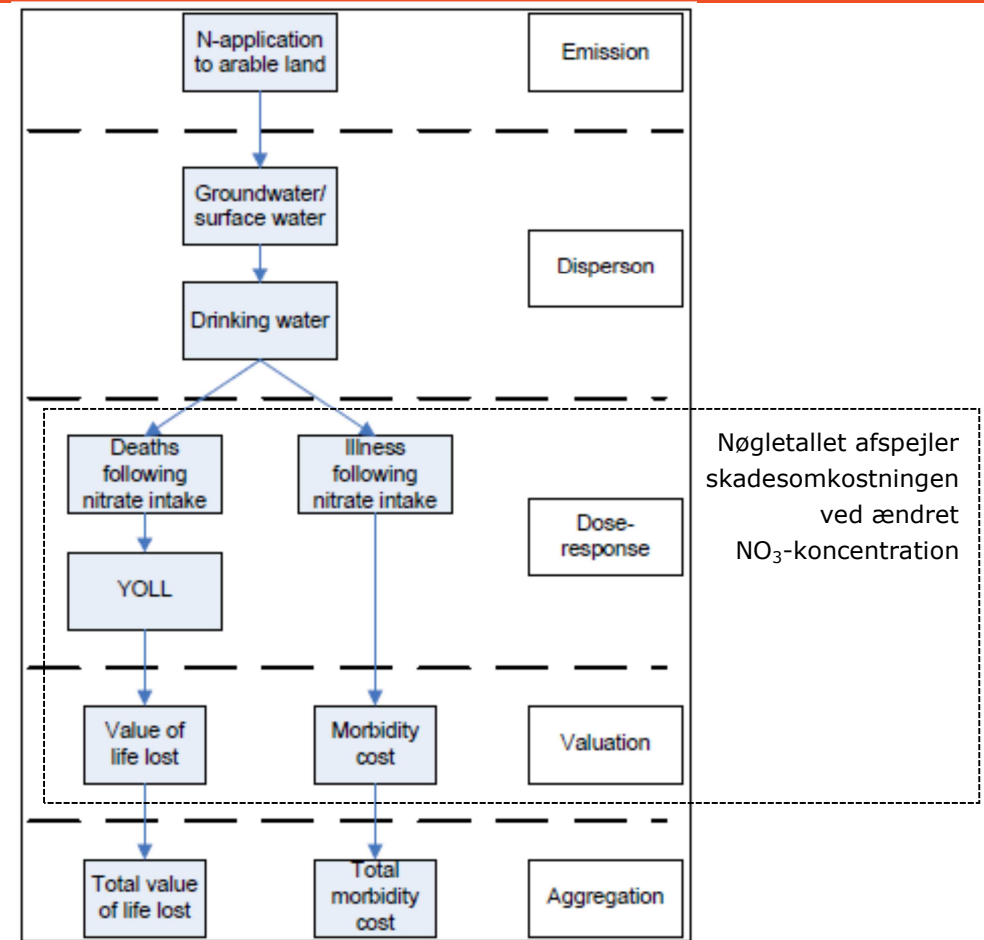 N-application
to arable land
Emission
Groundwater/
surface water
Disperson
Drinking water
Deaths
following
nitrate intake
Illness
following
nitrate intake
Dose-
response
Nøgletallet afspejler
skadesomkostningen
ved ændret
NO₃-koncentration
YOLL
Value of
life lost
Morbidity
cost
Valuation
Total value
of life lost
Total
morbidity
cost
Aggregation